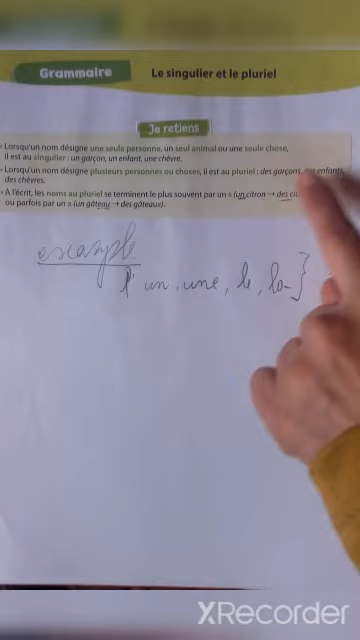 Grammaire Le singulier et le pluriel
Je retiens
• Lorsqu'un nom désigne une seule personne, un seul animal ou une seule chose,
il est au singulier : un garçon, un enfant, une chèvre.
• Lorsqu'un nom désigne plusieurs personnes ou choses, il est au pluriel : des garçons, enfants,
des chèvres.
• À l'écrit, les noms au pluriel se terminent le plus souvent par un s (un citron → des
ou parfois par un x (un gâteau → des gâteaux).
l' un, une, le, la }
XRecorder